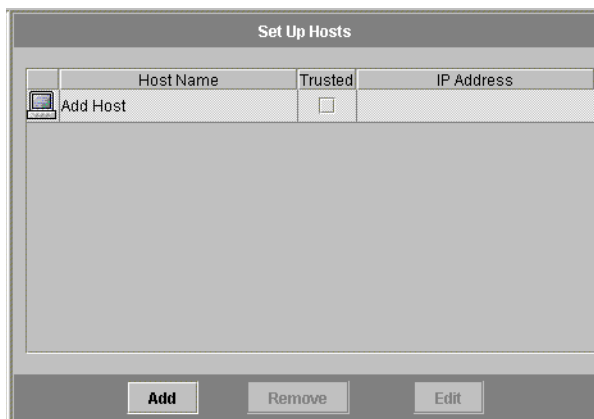 Set Up Hosts
Host Name Trusted IP Address
Add Host
Add Remove Edit